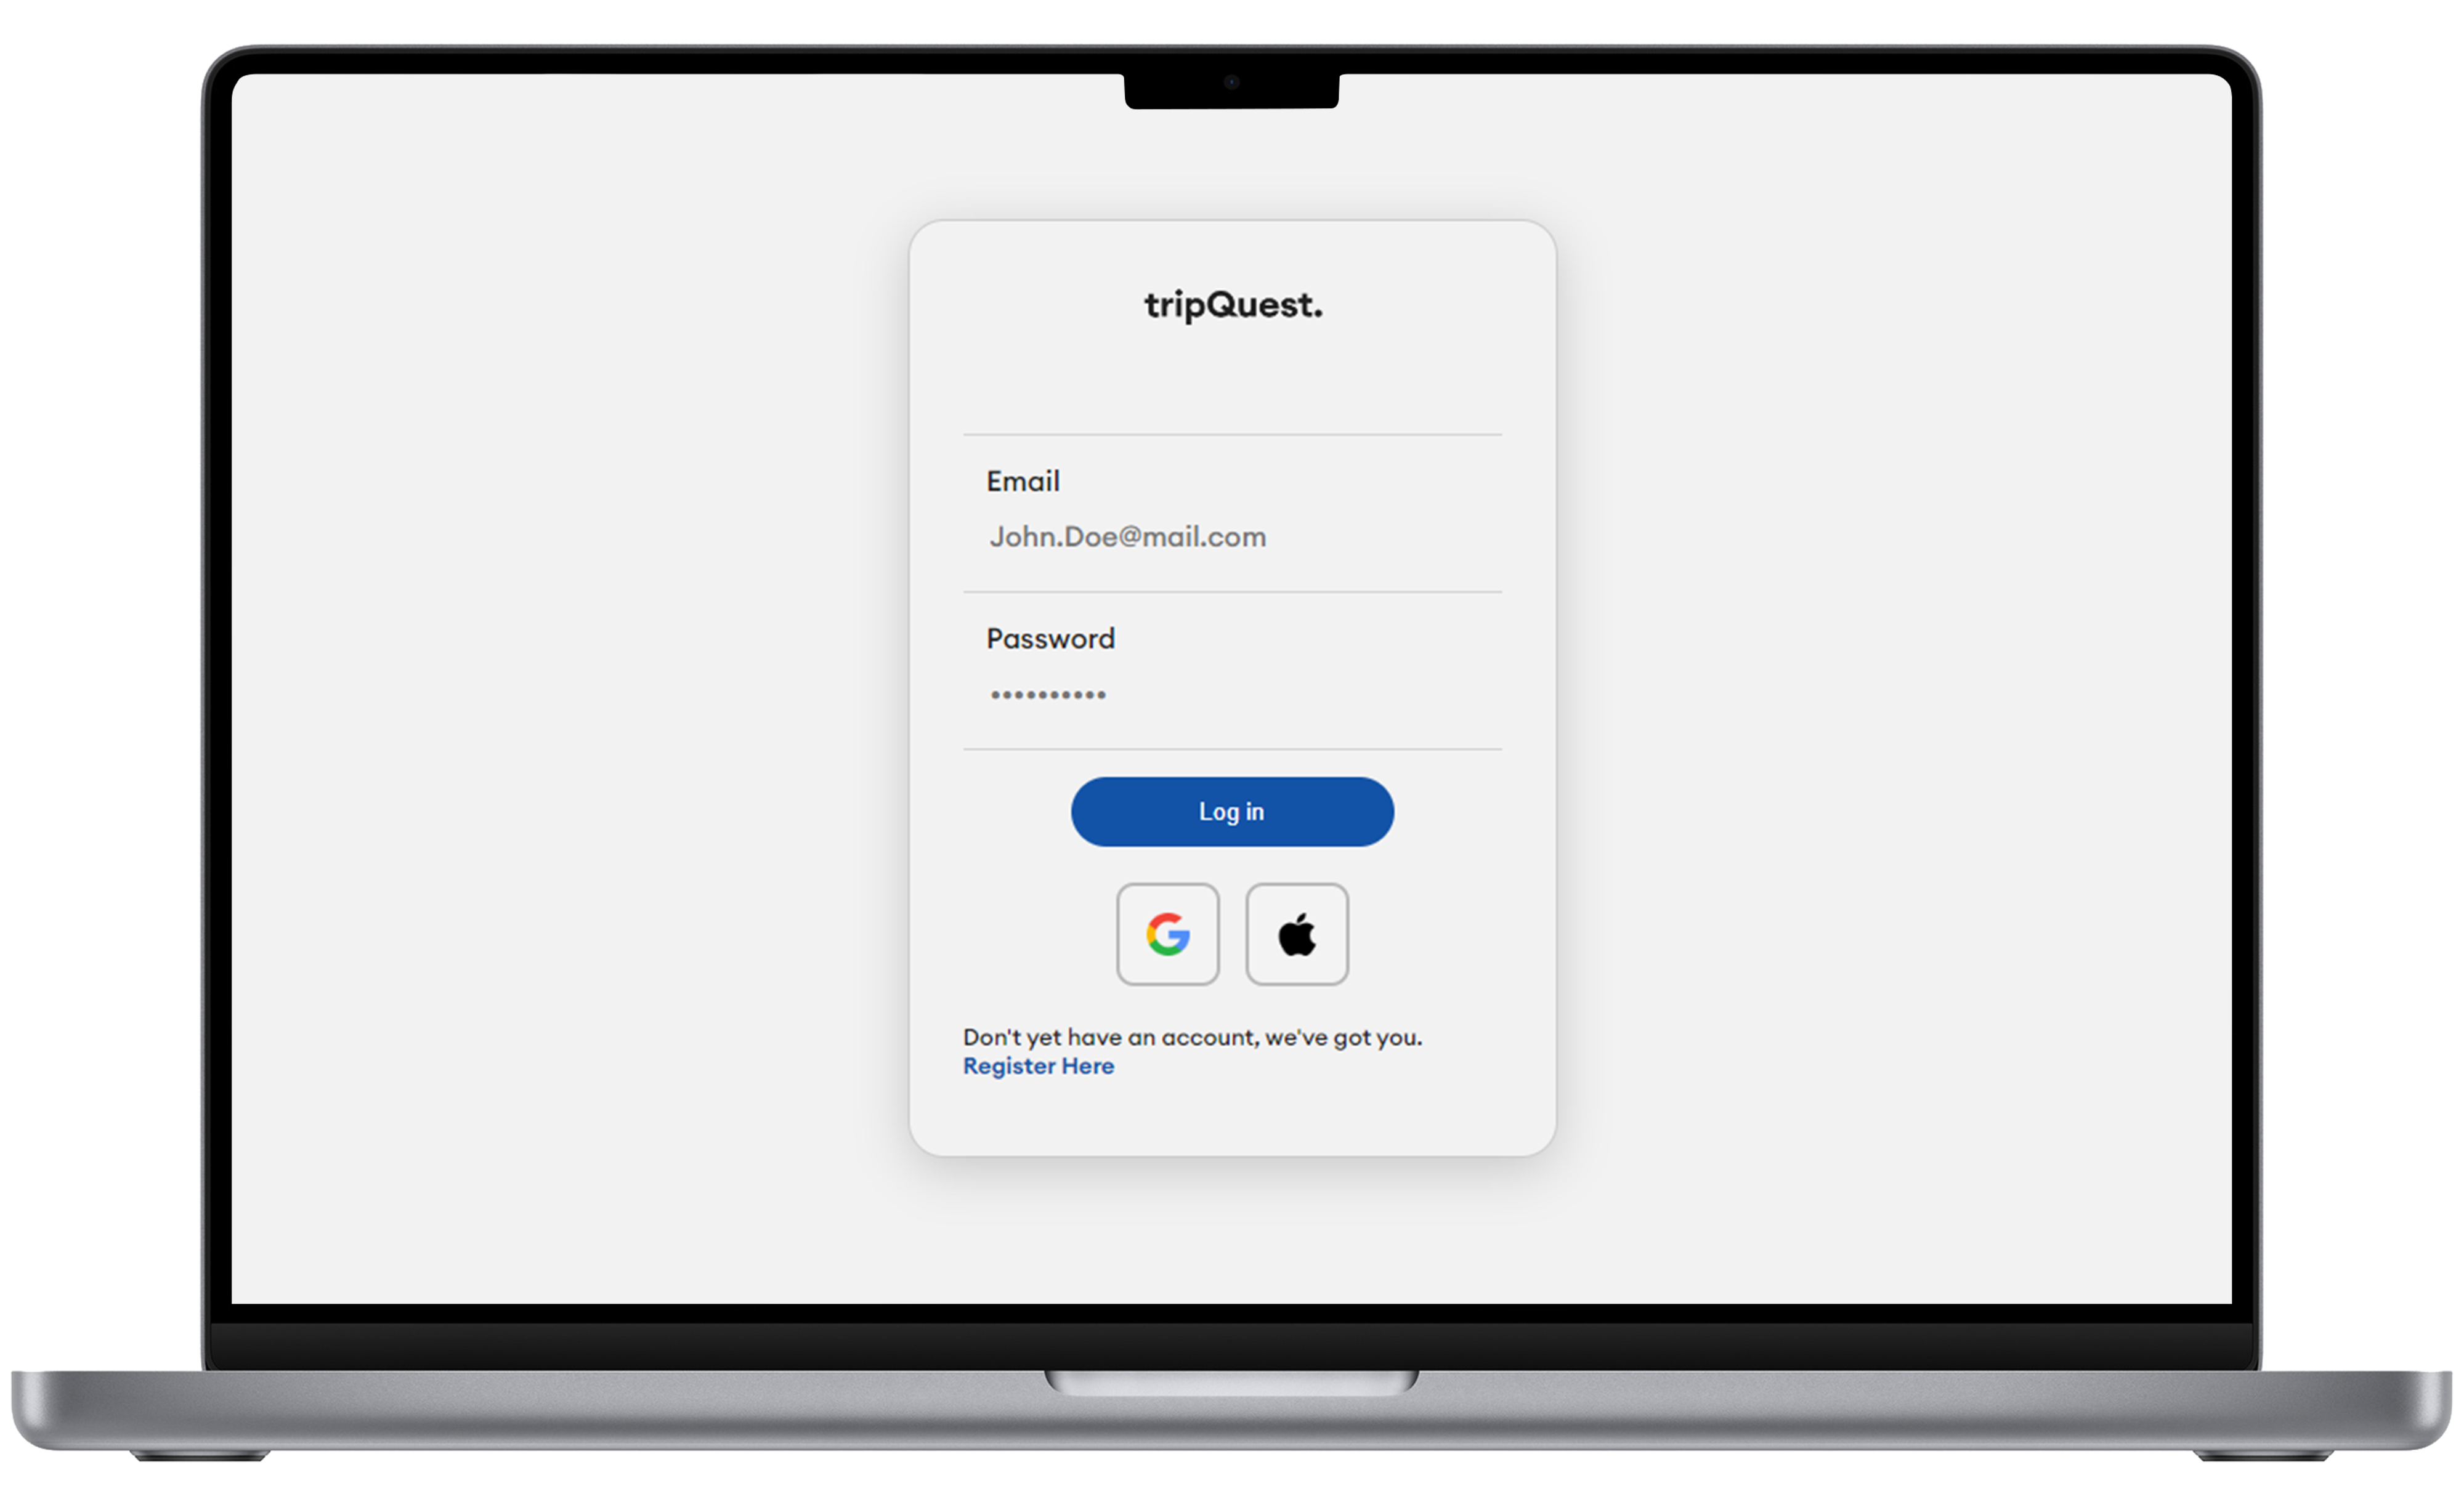 tripQuest.
Email
John.Doe@mail.com
Password
••••••••••
Log in
Don't yet have an account, we've got you.
Register Here